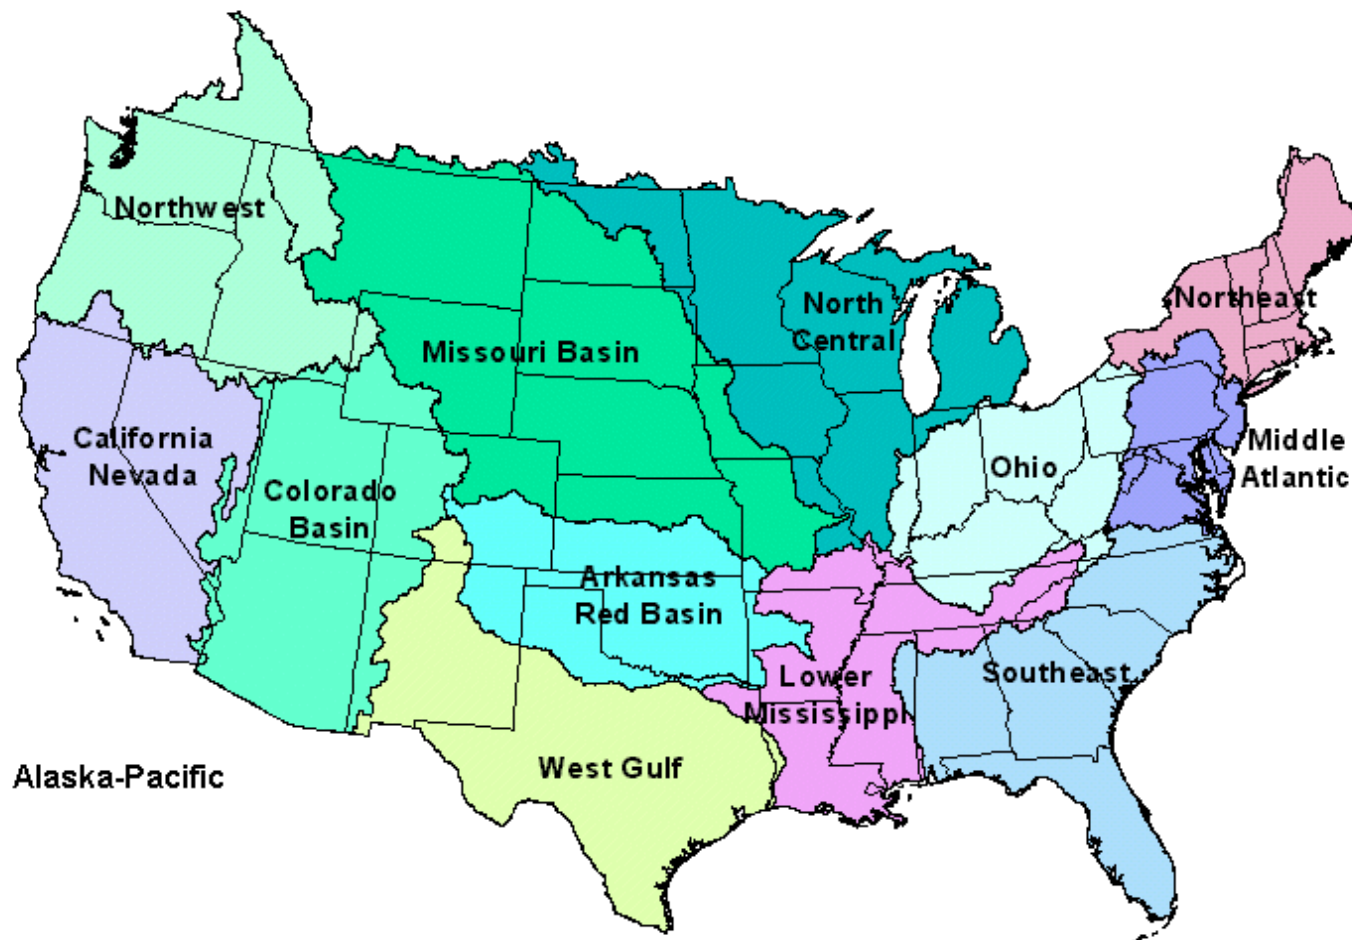 Northwest
North
Central
Northeast
Missouri Basin
California
Nevada
Middle
Atlantic
Ohio
Colorado
Basin
Arkansas
Red Basin
Lower
Mississippi
Southeast
West Gulf
Alaska-Pacific